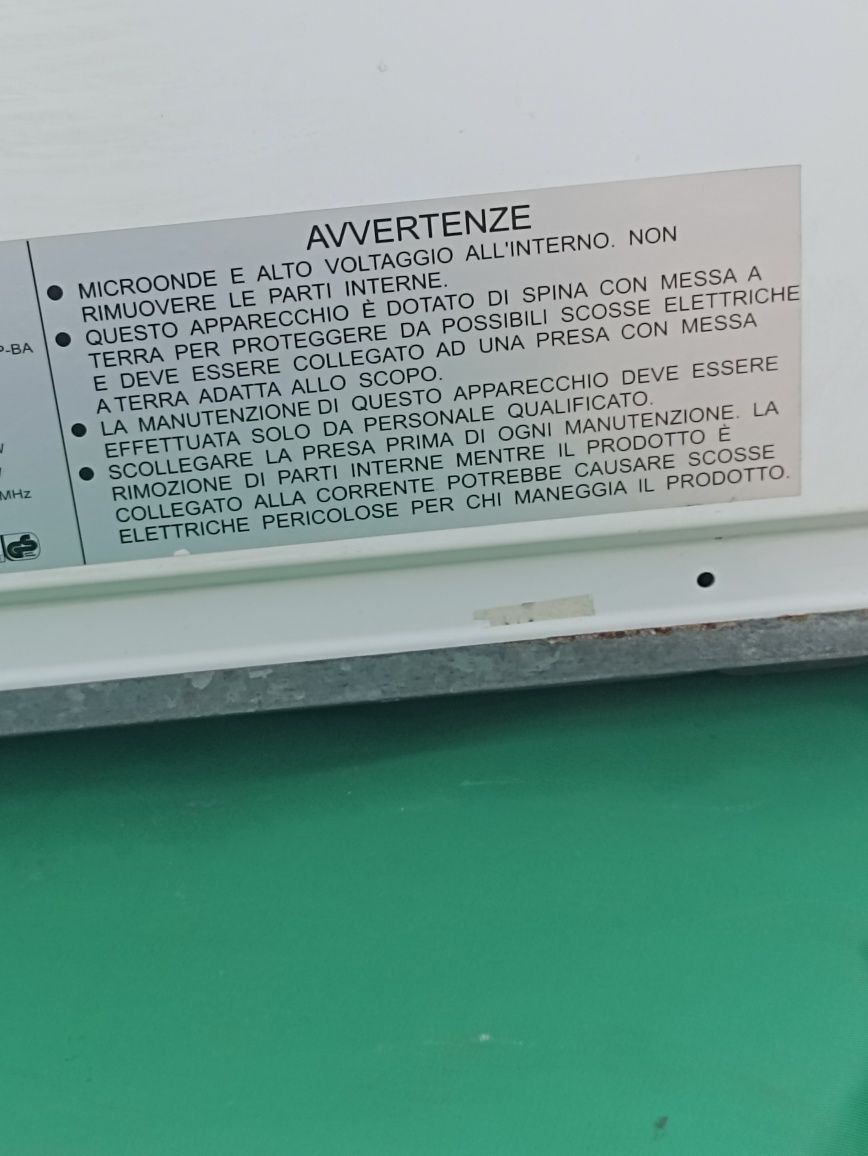 AVVERTENZE
● MICROONDE E ALTO VOLTAGGIO ALL'INTERNO. NON
RIMUOVERE LE PARTI INTERNE.
● QUESTO APPARECCHIO È DOTATO DI SPINA CON MESSA A
TERRA PER PROTEGGERE DA POSSIBILI SCOSSE ELETTRICHE
E DEVE ESSERE COLLEGATO AD UNA PRESA CON MESSA
A TERRA ADATTA ALLO SCOPO.
● LA MANUTENZIONE DI QUESTO APPARECCHIO DEVE ESSERE
EFFETTUATA SOLO DA PERSONALE QUALIFICATO.
● SCOLLEGARE LA PRESA PRIMA DI OGNI MANUTENZIONE. LA
RIMOZIONE DI PARTI INTERNE MENTRE IL PRODOTTO È
COLLEGATO ALLA CORRENTE POTREBBE CAUSARE SCOSSE
ELETTRICHE PERICOLOSE PER CHI MANEGGIA IL PRODOTTO.
-BA
MHz
GS